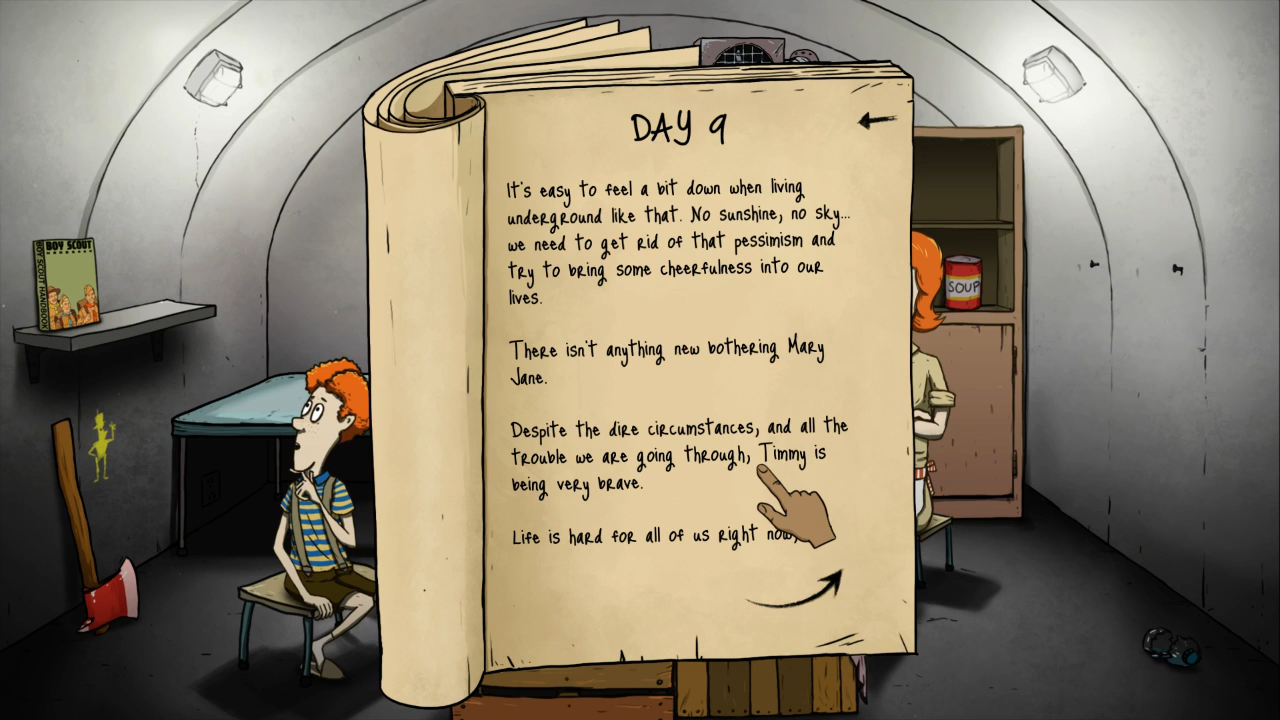 DAY 9
It's easy to feel a bit down when living
underground like that. No sunshine, no sky...
we need to get rid of that pessimism and
try to bring some cheerfulness into our
lives.
There isn't anything new bothering Mary
Jane.
Despite the dire circumstances, and all the
trouble we are going through, Timmy is
being very brave.
Life is hard for all of us right now,
BOY SCOUT
BOY SCOUT HANDBOOK
SOUP